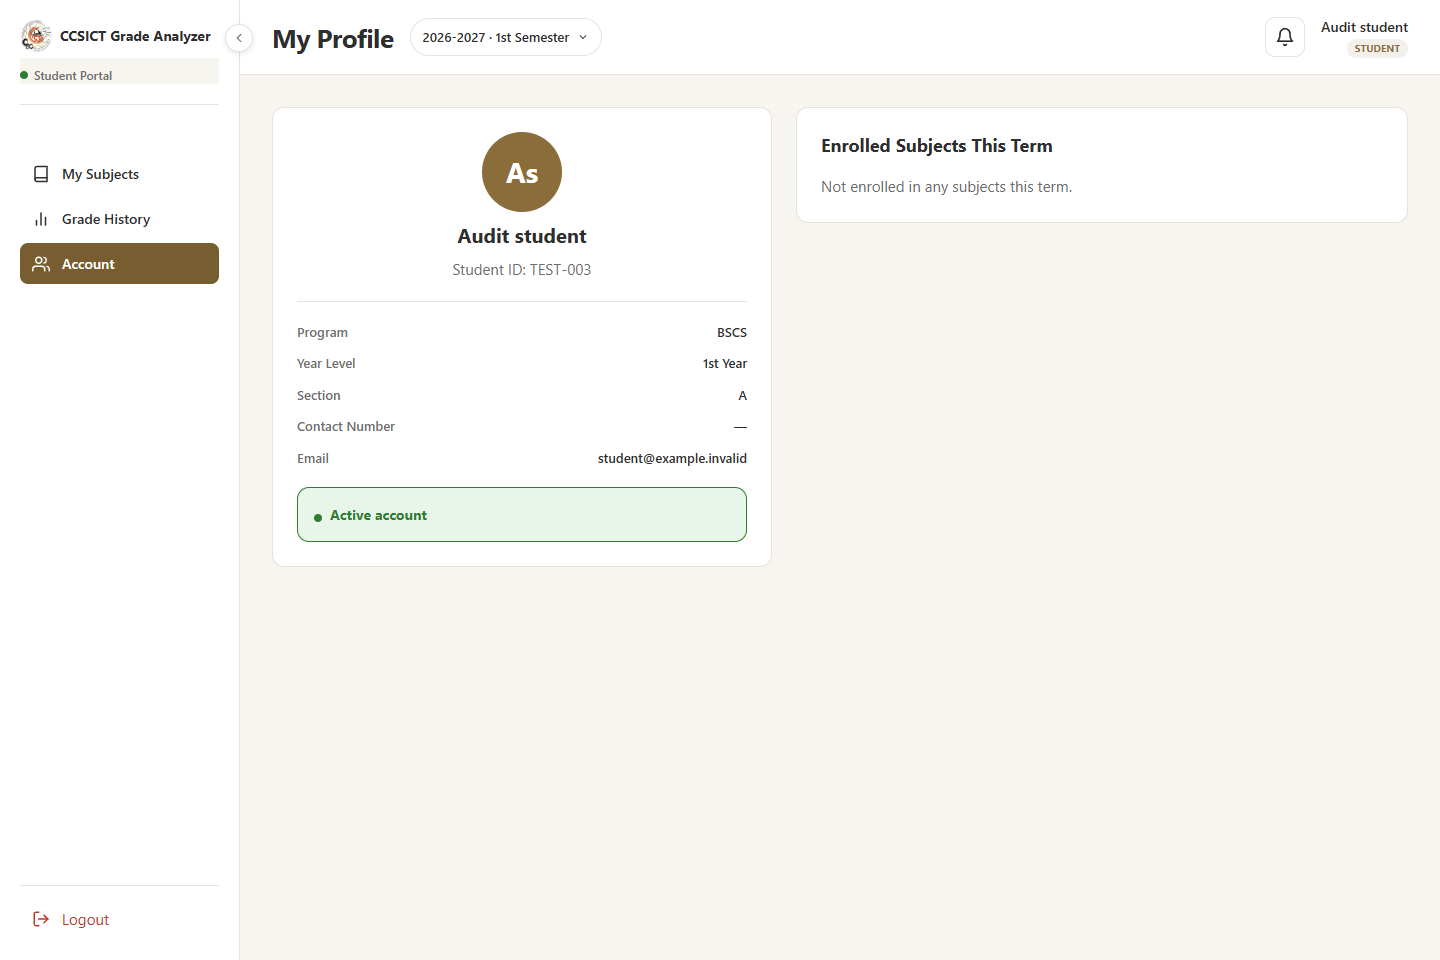 CCSICT Grade Analyzer
Student Portal
My Subjects
Grade History
Account
Logout
My Profile
2026-2027 · 1st Semester
Audit student
STUDENT
As
Audit student
Student ID: TEST-003
Program BSCS
Year Level 1st Year
Section A
Contact Number —
Email student@example.invalid
Active account
Enrolled Subjects This Term
Not enrolled in any subjects this term.